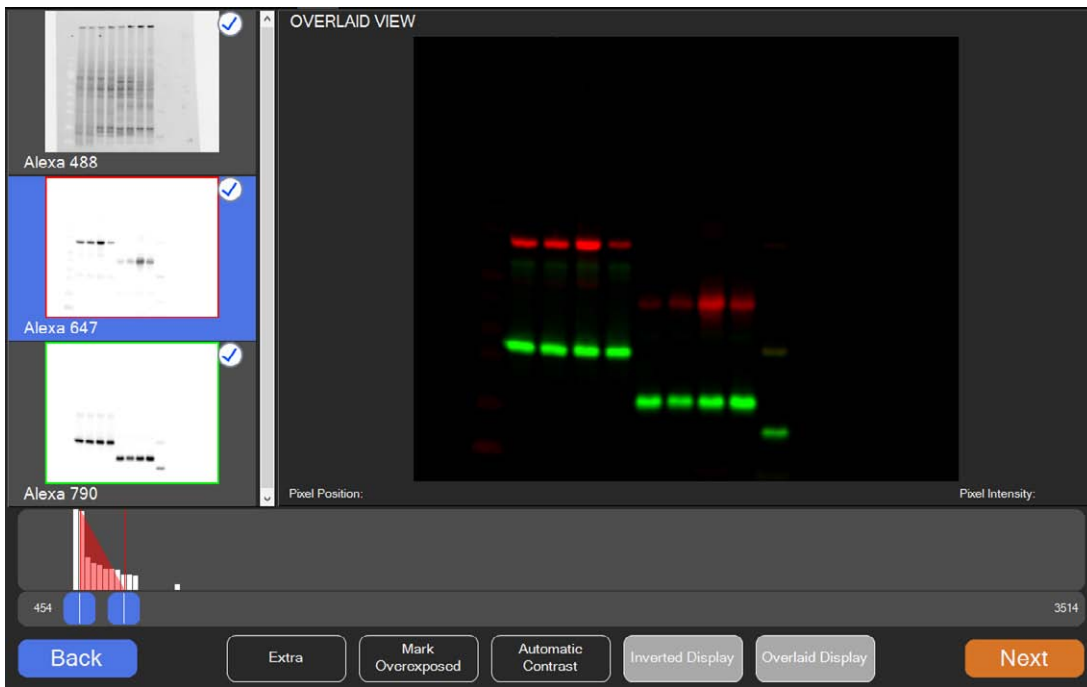 OVERLAID VIEW
Alexa 488
Alexa 647
Alexa 790
Pixel Position:
Pixel Intensity:
454
3514
Back
Extra
Mark
Overexposed
Automatic
Contrast
Inverted Display
Overlaid Display
Next